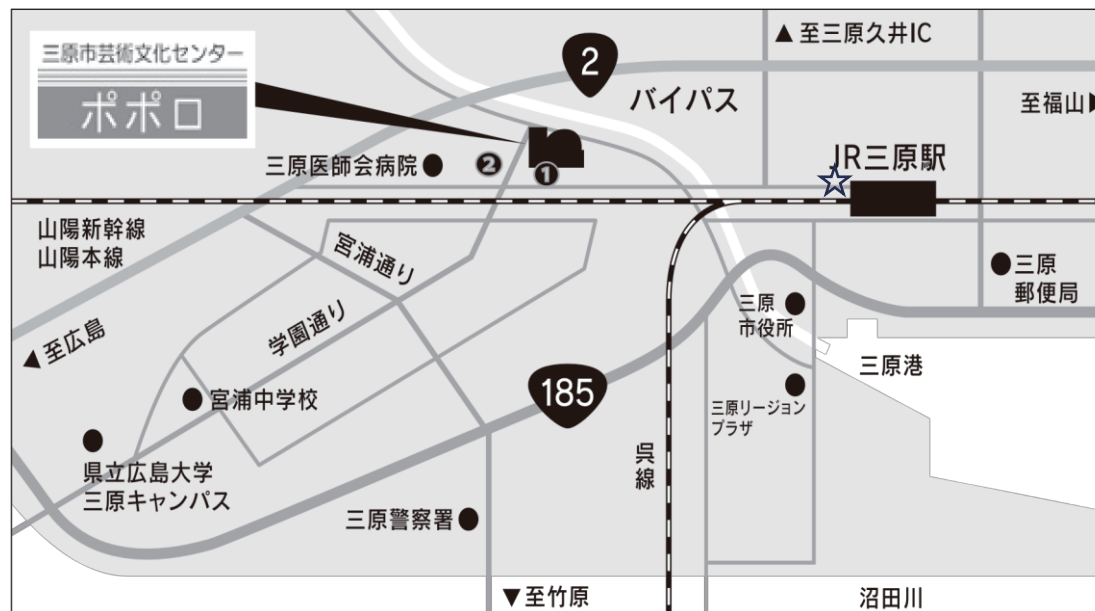 三原市芸術文化センター
ポポロ
2
バイパス
▲至三原久井IC
至福山▶
JR三原駅
三原医師会病院
❷
❶
山陽新幹線
山陽本線
宮浦通り
学園通り
▲至広島
宮浦中学校
県立広島大学
三原キャンパス
185
三原
市役所
三原
郵便局
三原港
三原リージョン
プラザ
呉線
三原警察署
▼至竹原
沼田川